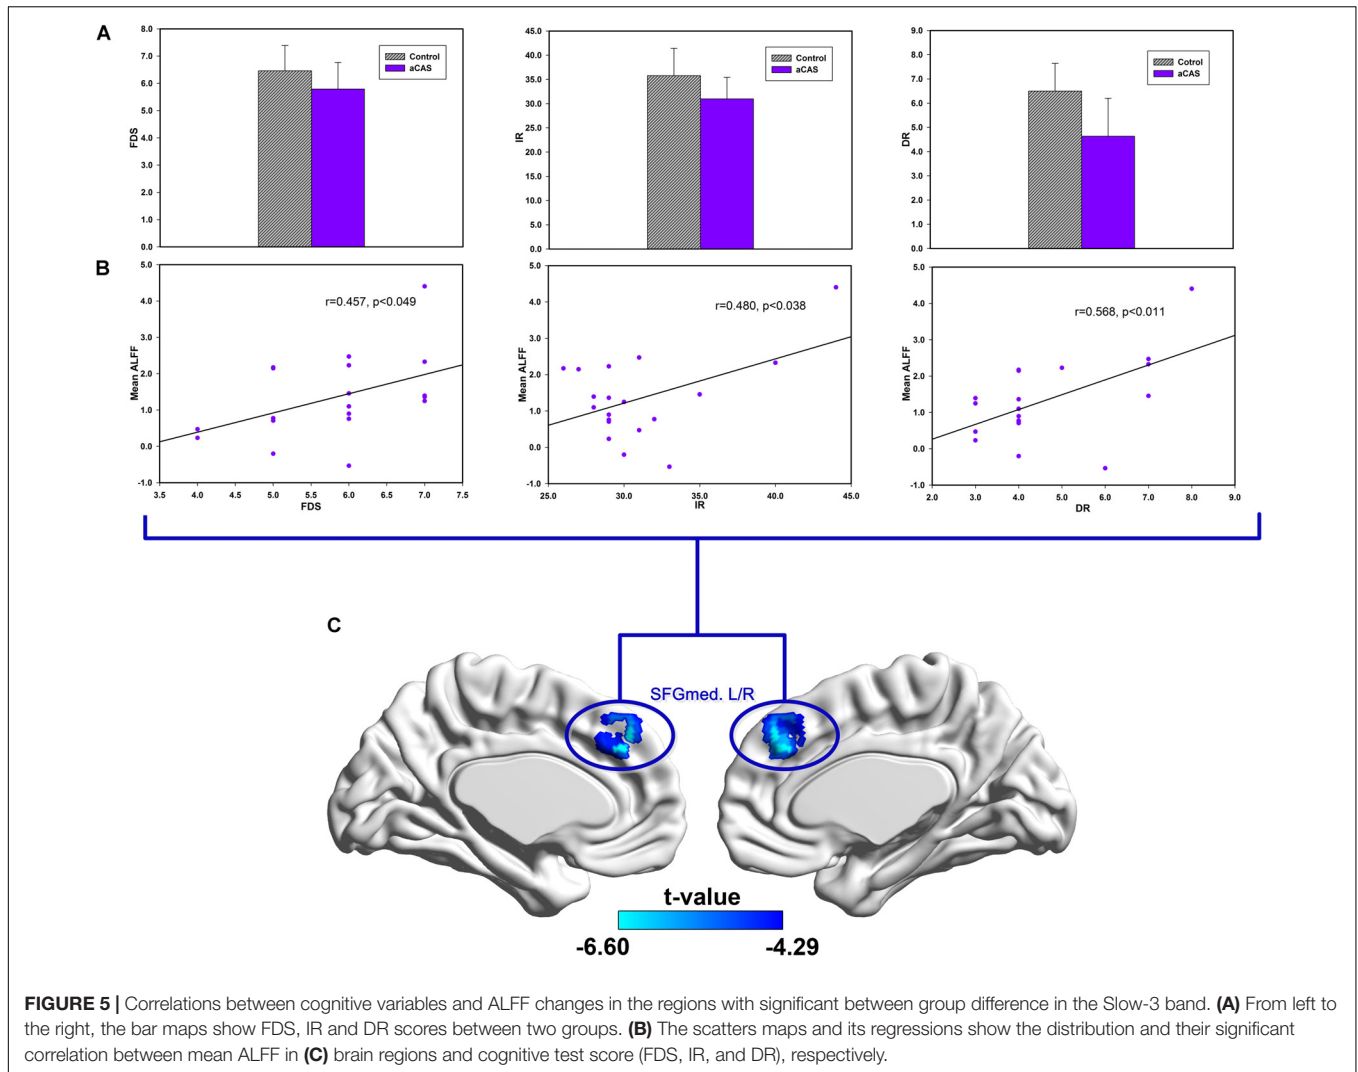 A
8.0
7.0
6.0
5.0
4.0
3.0
2.0
1.0
0.0
FDS
Control
aCAS
45.0
40.0
35.0
30.0
25.0
20.0
15.0
10.0
5.0
0.0
IR
Control
aCAS
9.0
8.0
7.0
6.0
5.0
4.0
3.0
2.0
1.0
0.0
DR
Cotrol
aCAS
B
5.0
4.0
3.0
2.0
1.0
0.0
-1.0
Mean ALFF
r=0.457, p<0.049
3.5 4.0 4.5 5.0 5.5 6.0 6.5 7.0 7.5
FDS
5.0
4.0
3.0
2.0
1.0
0.0
-1.0
Mean ALFF
r=0.480, p<0.038
25.0 30.0 35.0 40.0 45.0
IR
5.0
4.0
3.0
2.0
1.0
0.0
-1.0
Mean ALFF
r=0.568, p<0.011
2.0 3.0 4.0 5.0 6.0 7.0 8.0 9.0
DR
C
SFGmed. L/R
t-value
-6.60 -4.29
FIGURE 5 | Correlations between cognitive variables and ALFF changes in the regions with significant between group difference in the Slow-3 band. (A) From left to
the right, the bar maps show FDS, IR and DR scores between two groups. (B) The scatters maps and its regressions show the distribution and their significant
correlation between mean ALFF in (C) brain regions and cognitive test score (FDS, IR, and DR), respectively.